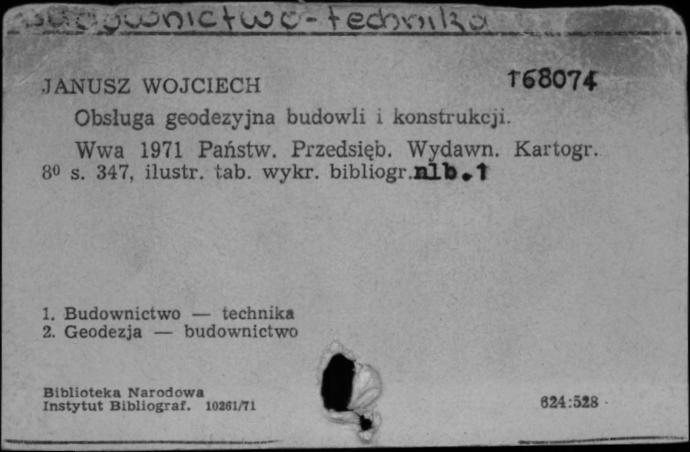 Budownictwo - technika
JANUSZ WOJCIECH 168074
Obsługa geodezyjna budowli i konstrukcji.
Wwa 1971 Państw. Przedsięb. Wydawn. Kartogr.
8⁰ s. 347, ilustr. tab. wykr. bibliogr.nlb.1
1. Budownictwo — technika
2. Geodezja — budownictwo
Biblioteka Narodowa
Instytut Bibliograf. 10261/71 624:528